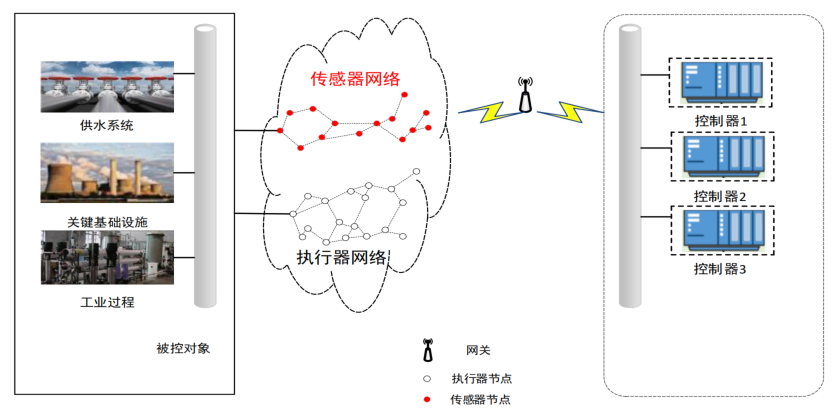 供水系统
关键基础设施
工业过程
被控对象
传感器网络
执行器网络
控制器1
控制器2
控制器3
网关
执行器节点
传感器节点